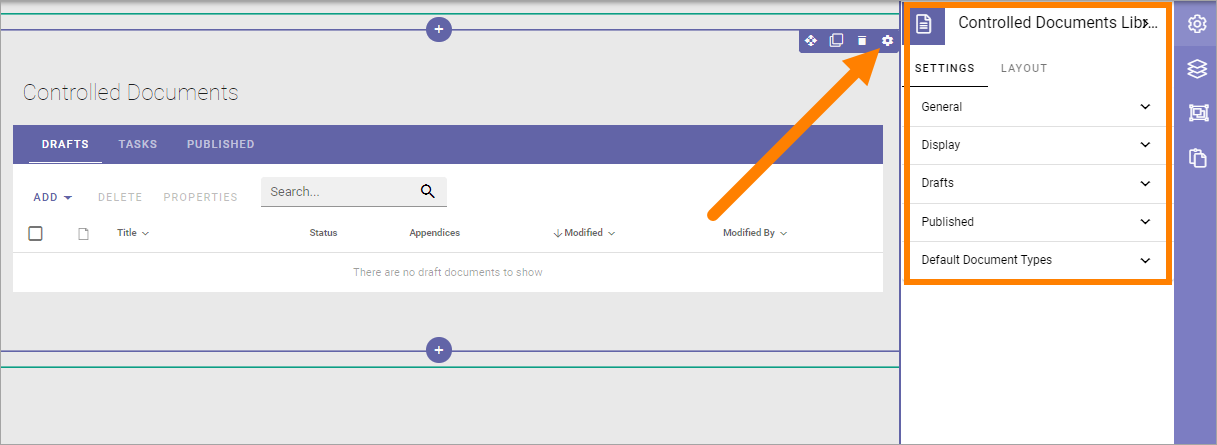 Controlled Documents Libr...
SETTINGS LAYOUT
General
Display
Drafts
Published
Default Document Types
Controlled Documents
DRAFTS TASKS PUBLISHED
ADD DELETE PROPERTIES Search...
Title Status Appendices Modified Modified By
There are no draft documents to show